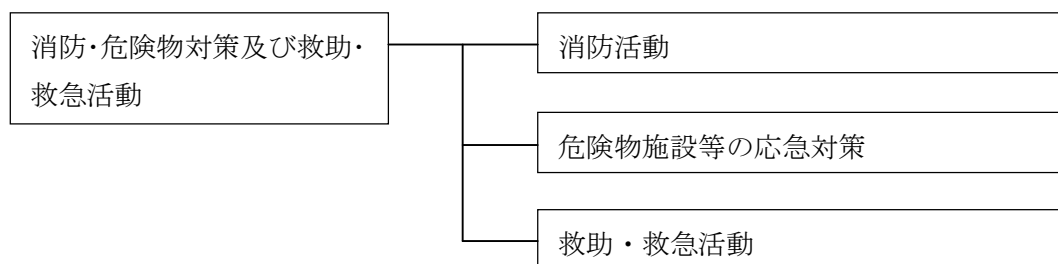 消防･危険物対策及び救助･
救急活動
消防活動
危険物施設等の応急対策
救助・救急活動